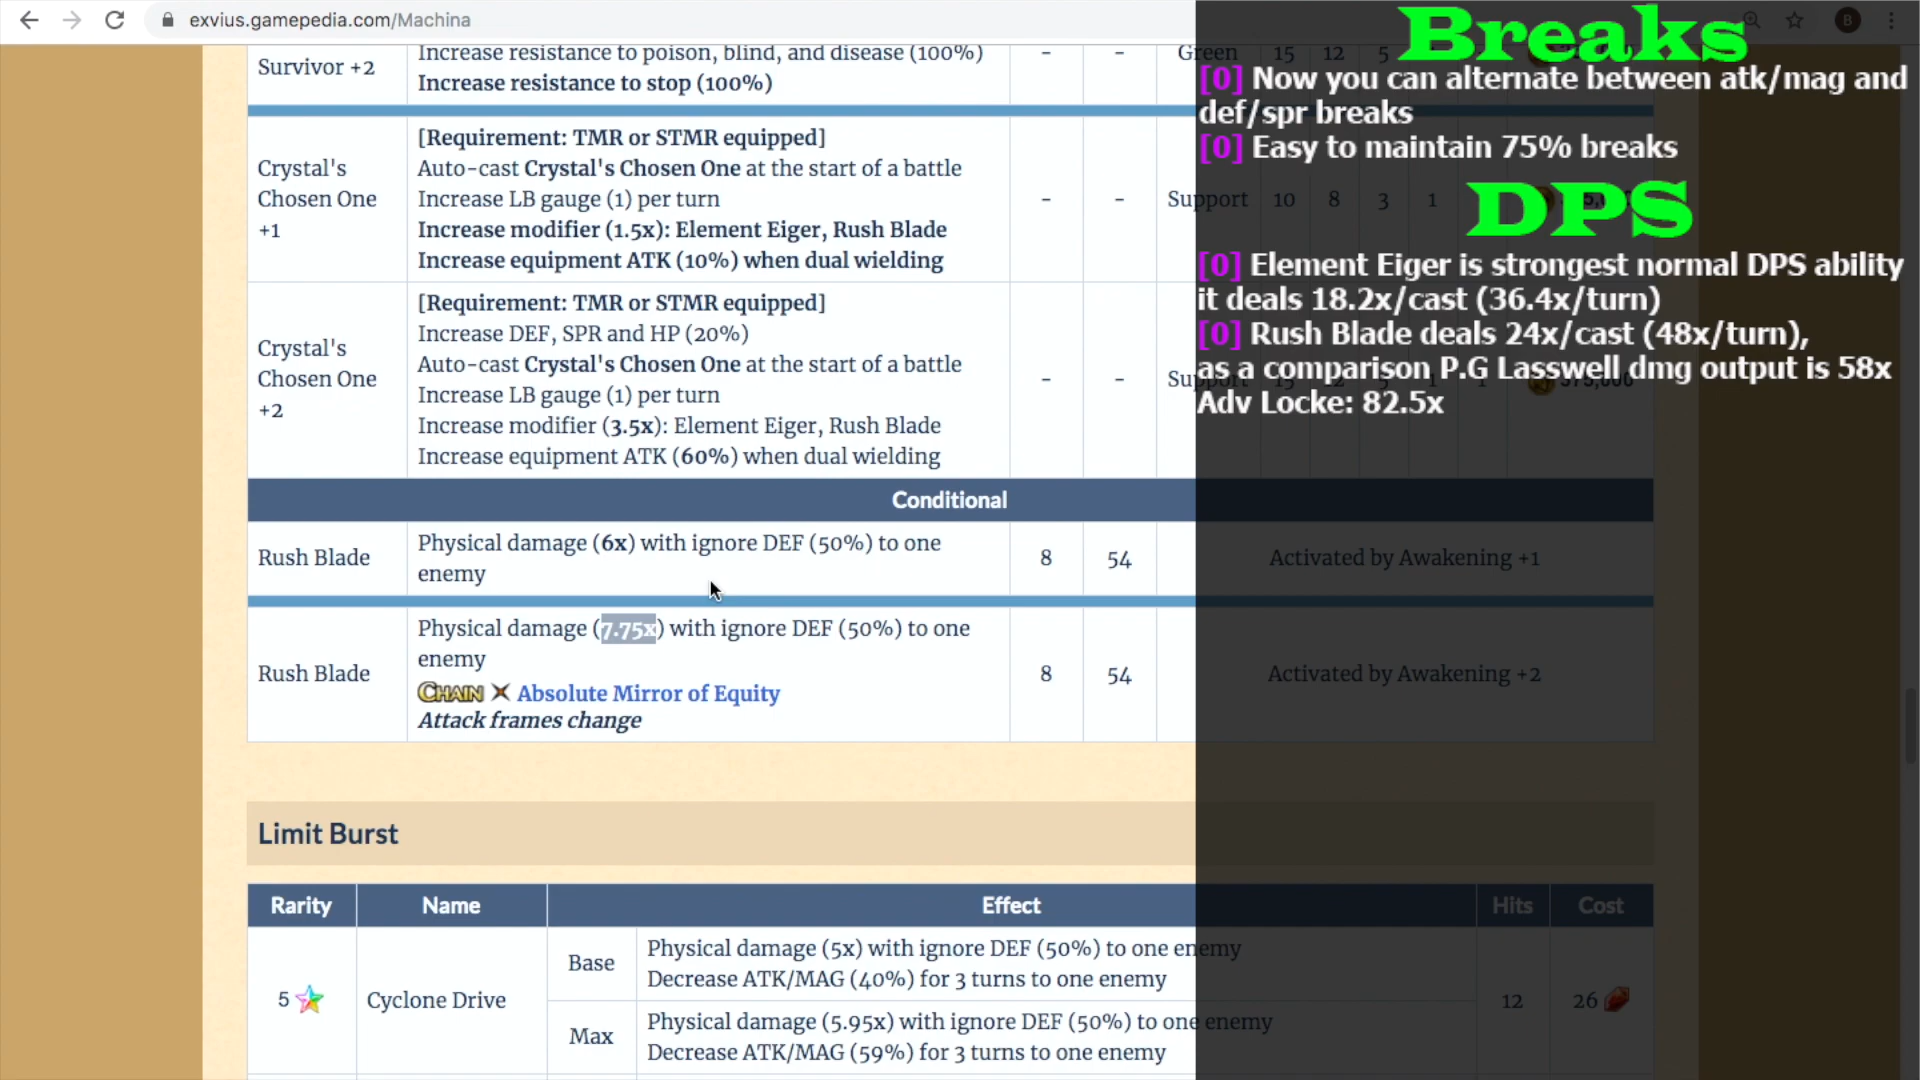 exvius.gamepedia.com/Machina
B
Survivor +2
Increase resistance to poison, blind, and disease (100%)
Increase resistance to stop (100%)
-
-
Green
15
12
5
Crystal's
Chosen One
+1
[Requirement: TMR or STMR equipped]
Auto-cast Crystal's Chosen One at the start of a battle
Increase LB gauge (1) per turn
Increase modifier (1.5x): Element Eiger, Rush Blade
Increase equipment ATK (10%) when dual wielding
-
-
Support
10
8
3
1
Crystal's
Chosen One
+2
[Requirement: TMR or STMR equipped]
Increase DEF, SPR and HP (20%)
Auto-cast Crystal's Chosen One at the start of a battle
Increase LB gauge (1) per turn
Increase modifier (3.5x): Element Eiger, Rush Blade
Increase equipment ATK (60%) when dual wielding
-
-
Conditional
Rush Blade
Physical damage (6x) with ignore DEF (50%) to one
enemy
8
54
Activated by Awakening +1
Rush Blade
Physical damage (7.75x) with ignore DEF (50%) to one
enemy
CHAIN Absolute Mirror of Equity
Attack frames change
8
54
Activated by Awakening +2
Limit Burst
Rarity
Name
Effect
Hits
Cost
5
Cyclone Drive
Base
Physical damage (5x) with ignore DEF (50%) to one enemy
Decrease ATK/MAG (40%) for 3 turns to one enemy
Max
Physical damage (5.95x) with ignore DEF (50%) to one enemy
Decrease ATK/MAG (59%) for 3 turns to one enemy
12
26
Breaks
[0] Now you can alternate between atk/mag and
def/spr breaks
[0] Easy to maintain 75% breaks
DPS
[0] Element Eiger is strongest normal DPS ability
it deals 18.2x/cast (36.4x/turn)
[0] Rush Blade deals 24x/cast (48x/turn),
as a comparison P.G Lasswell dmg output is 58x
Adv Locke: 82.5x